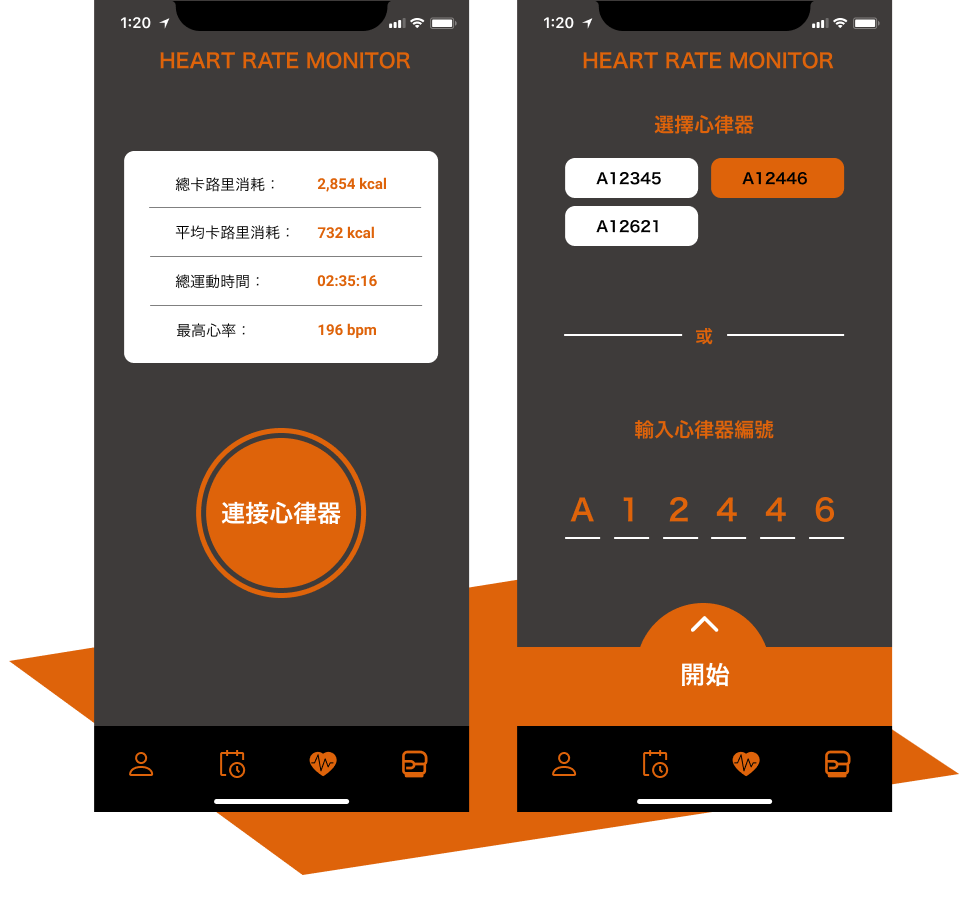 1:20
HEART RATE MONITOR
總卡路里消耗： 2,854 kcal
平均卡路里消耗： 732 kcal
總運動時間： 02:35:16
最高心率： 196 bpm
連接心律器
1:20
HEART RATE MONITOR
選擇心律器
A12345 A12446
A12621
或
輸入心律器編號
A 1 2 4 4 6
開始